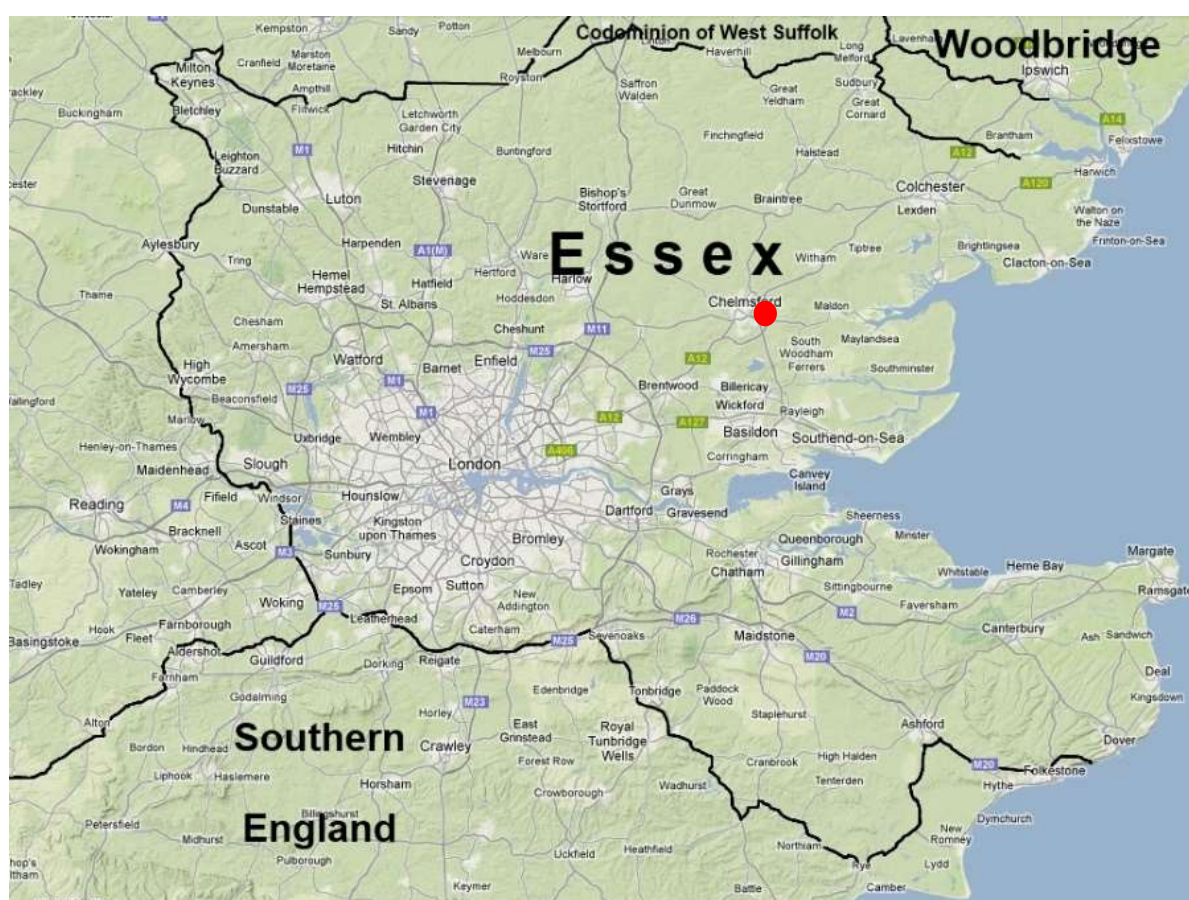 Kempston
Sandy
Potton
Codominion of West Suffolk
Woodbridge
Milton
Keynes
Cranfield
Marston
Moretaine
Melbourn
Linton
Haverhill
Long
Melford
Lavenham
Ipswich
Royston
Ampthill
Flitwick
Bletchley
Buckingham
Letchworth
Garden City
Saffron
Walden
Great
Yeldham
Sudbury
Great
Cornard
A14
Felixstowe
Brantham
Finchingfield
Halstead
A12
Hitchin
M1
Buntingford
Leighton
Buzzard
Stevenage
Harwich
A120
Colchester
Lexden
Bishop's
Stortford
Great
Dunmow
Braintree
Luton
Dunstable
Walton on
the Naze
Frinton-on-Sea
Aylesbury
Harpenden
A1(M)
Ware
Essex
Tiptree
Brightlingsea
Clacton-on-Sea
Witham
Tring
Hemel
Hempstead
Hatfield
Hertford
Harlow
Hoddesdon
St. Albans
Thame
Chelmsford
Maldon
Chesham
Cheshunt
M11
Amersham
M25
South
Woodham
Ferrers
Maylandsea
High
Wycombe
Watford
Barnet
Enfield
A12
Southminster
M25
M1
Brentwood
Billericay
Wickford
Rayleigh
Beaconsfield
Marlow
M1
A12
A127
Basildon
Southend-on-Sea
Henley-on-Thames
Uxbridge
Wembley
A406
Corringham
Maidenhead
Slough
London
Canvey
Island
Reading
M4
Fifield
Windsor
Hounslow
Grays
Dartford
Gravesend
Sheerness
Bracknell
Staines
Kingston
upon Thames
Bromley
Queenborough
Minster
Wokingham
Ascot
M3
Sunbury
Croydon
Rochester
Chatham
Gillingham
Margate
Whitstable
Herne Bay
Ramsgate
Tadley
Yateley
Camberley
Epsom
Sutton
New
Addington
Sittingbourne
Faversham
Woking
M25
M2
Leatherhead
M26
Hook
Fleet
Farnborough
Caterham
M25
Sevenoaks
Maidstone
Canterbury
Ash
Sandwich
Basingstoke
Aldershot
Guildford
Dorking
Reigate
M20
Deal
Farnham
Kingsdown
Godalming
Edenbridge
Tonbridge
Paddock
Wood
M23
Horley
Staplehurst
Alton
East
Grinstead
Royal
Tunbridge
Wells
Ashford
Dover
Bordon
Hindhead
Southern
Crawley
Forest Row
Cranbrook
High Halden
M20
Folkestone
Liphook
Haslemere
Horsham
Wadhurst
Tenterden
Hythe
Crowborough
Billingshurst
England
Dymchurch
Petersfield
Midhurst
New
Romney
Northiam
Pulborough
Uckfield
Heathfield
Rye
Lydd
Keymer
Battle
Camber